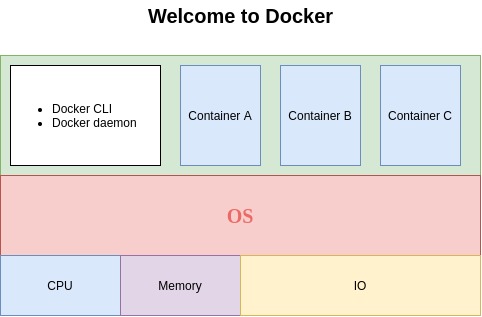 Welcome to Docker
Docker CLI
Docker daemon
Container A
Container B
Container C
OS
CPU
Memory
IO